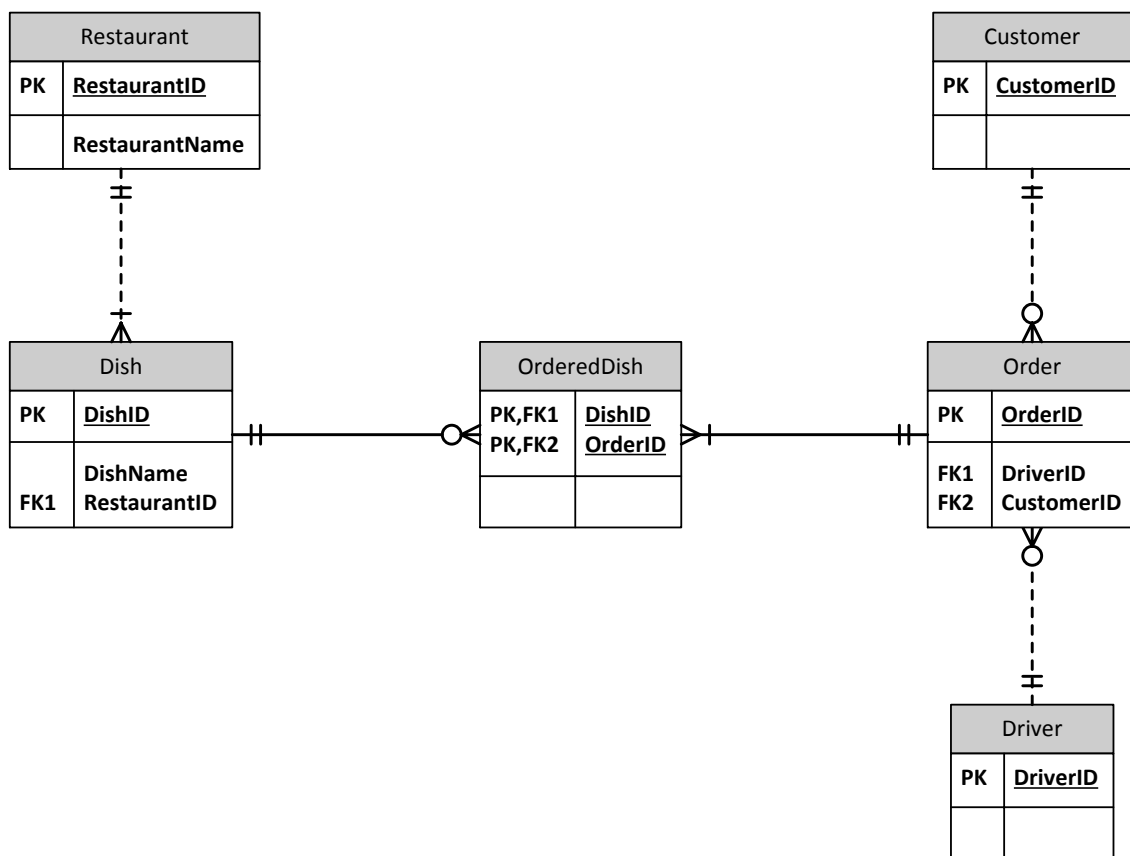 Restaurant
PK RestaurantID
RestaurantName
Customer
PK CustomerID
Dish
PK DishID
DishName
FK1 RestaurantID
OrderedDish
PK,FK1 DishID
PK,FK2 OrderID
Order
PK OrderID
FK1 DriverID
FK2 CustomerID
Driver
PK DriverID